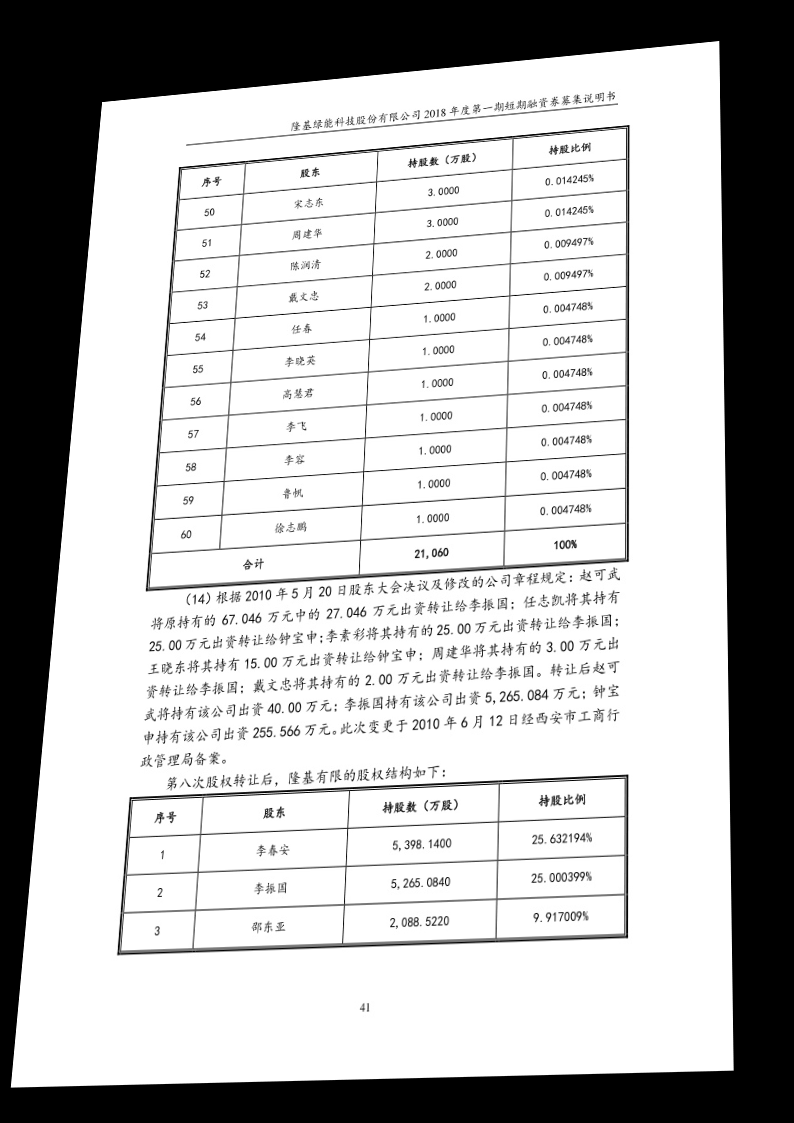 隆基绿能科技股份有限公司 2018 年度第一期短期融资券募集说明书
序号 股东 持股数（万股） 持股比例
50 宋志东 3.0000 0.014245%
51 周建华 3.0000 0.014245%
52 陈润清 2.0000 0.009497%
53 戴文忠 2.0000 0.009497%
54 任春 1.0000 0.004748%
55 李晓英 1.0000 0.004748%
56 高慧君 1.0000 0.004748%
57 李飞 1.0000 0.004748%
58 李容 1.0000 0.004748%
59 鲁帆 1.0000 0.004748%
60 徐志鹏 1.0000 0.004748%
合计 21,060 100%
（14）根据 2010 年 5 月 20 日股东大会决议及修改的公司章程规定：赵可武
将原持有的 67.046 万元中的 27.046 万元出资转让给李振国；任志凯将其持有
25.00 万元出资转让给钟宝申；李素彩将其持有的 25.00 万元出资转让给李振国；
王晓东将其持有 15.00 万元出资转让给钟宝申；周建华将其持有的 3.00 万元出
资转让给李振国；戴文忠将其持有的 2.00 万元出资转让给李振国。转让后赵可
武将持有该公司出资 40.00 万元；李振国持有该公司出资 5,265.084 万元；钟宝
申持有该公司出资 255.566 万元。此次变更于 2010 年 6 月 12 日经西安市工商行
政管理局备案。
第八次股权转让后，隆基有限的股权结构如下：
序号 股东 持股数（万股） 持股比例
1 李春安 5,398.1400 25.632194%
2 李振国 5,265.0840 25.000399%
3 邵东亚 2,088.5220 9.917009%
41